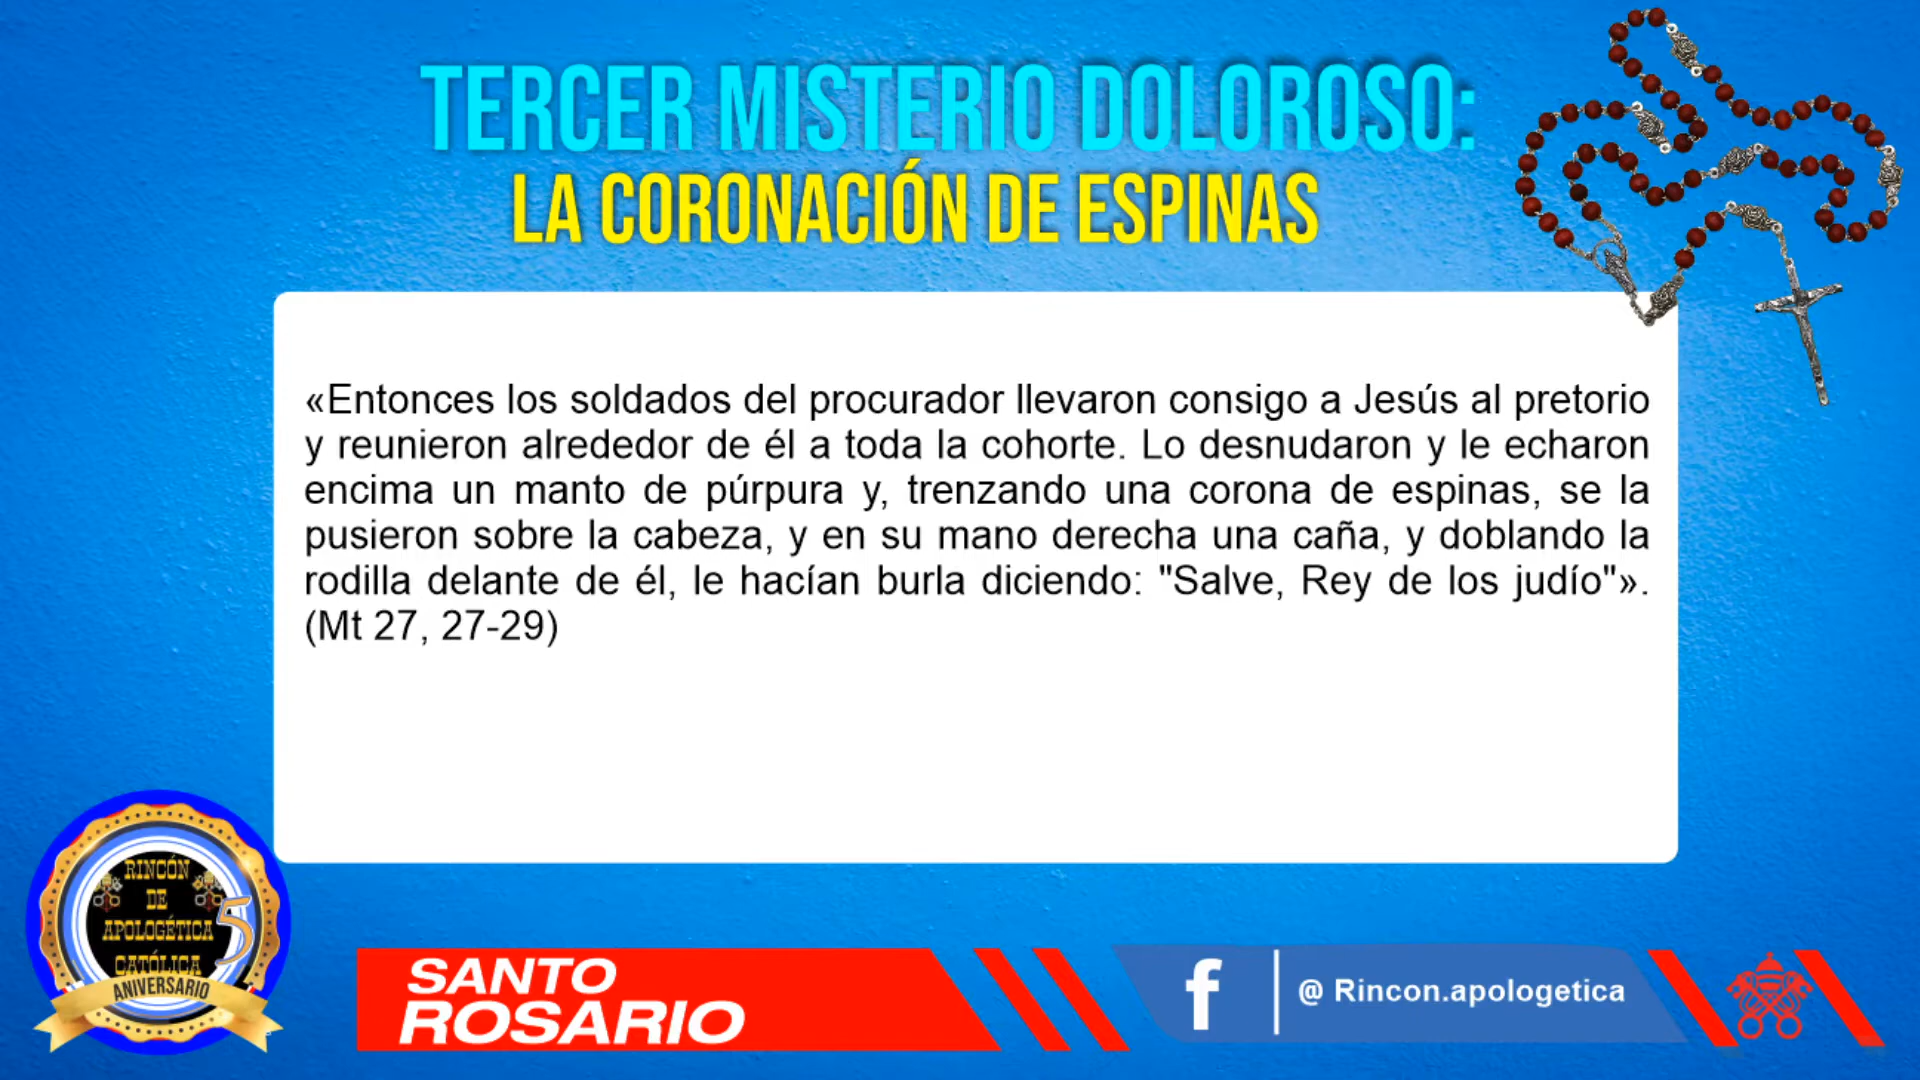 TERCER MISTERIO DOLOROSO:
LA CORONACIÓN DE ESPINAS
«Entonces los soldados del procurador llevaron consigo a Jesús al pretorio
y reunieron alrededor de él a toda la cohorte. Lo desnudaron y le echaron
encima un manto de púrpura y, trenzando una corona de espinas, se la
pusieron sobre la cabeza, y en su mano derecha una caña, y doblando la
rodilla delante de él, le hacían burla diciendo: "Salve, Rey de los judío"».
(Mt 27, 27-29)
RINCÓN
DE
APOLOGÉTICA
CATÓLICA
5
ANIVERSARIO
SANTO
ROSARIO
f
@ Rincon.apologetica